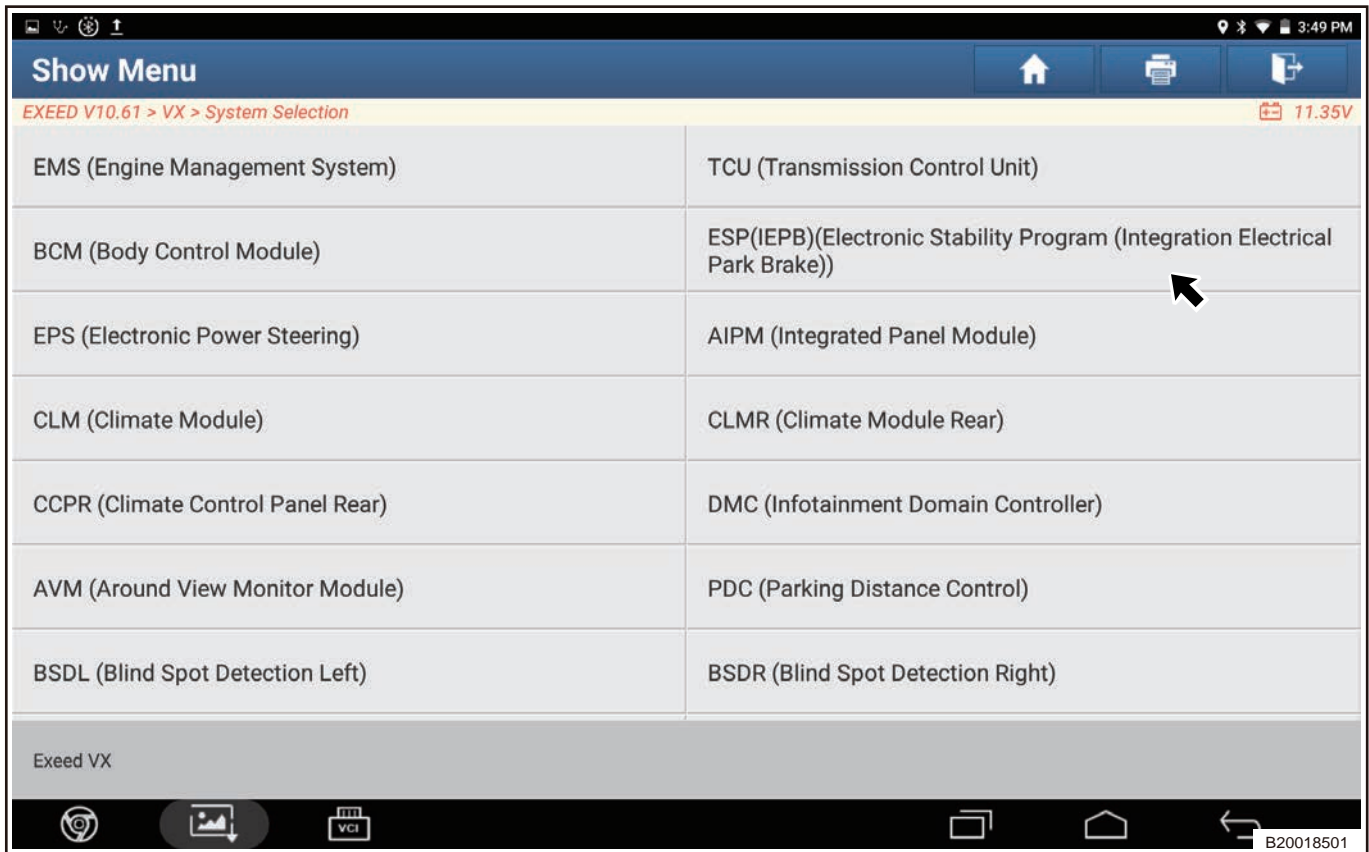 3:49 PM
Show Menu
EXEED V10.61 > VX > System Selection
11.35V
EMS (Engine Management System)
TCU (Transmission Control Unit)
BCM (Body Control Module)
ESP(IEPB)(Electronic Stability Program (Integration Electrical
Park Brake))
EPS (Electronic Power Steering)
AIPM (Integrated Panel Module)
CLM (Climate Module)
CLMR (Climate Module Rear)
CCPR (Climate Control Panel Rear)
DMC (Infotainment Domain Controller)
AVM (Around View Monitor Module)
PDC (Parking Distance Control)
BSDL (Blind Spot Detection Left)
BSDR (Blind Spot Detection Right)
Exeed VX
VCI
B20018501